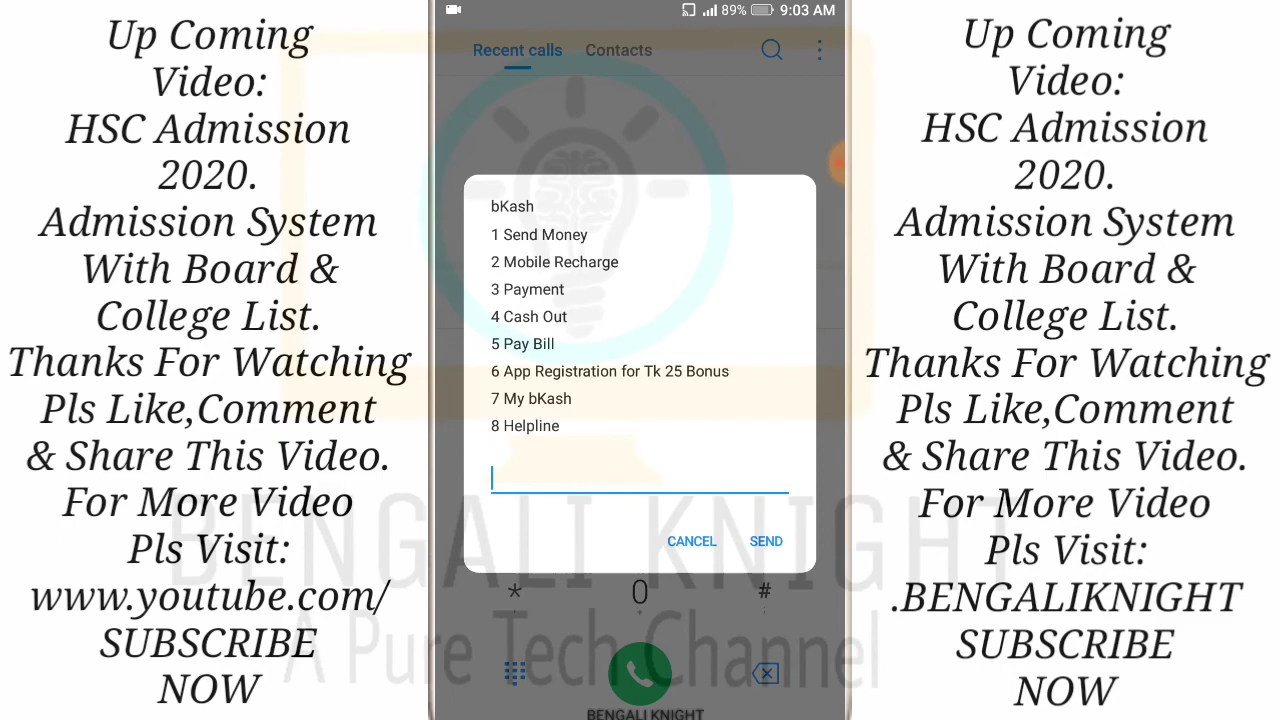 Up Coming
Video:
HSC Admission
2020.
Admission System
With Board &
College List.
Thanks For Watching
Pls Like,Comment
& Share This Video.
For More Video
Pls Visit:
www.youtube.com/
SUBSCRIBE
NOW
89% 9:03 AM
Recent calls Contacts
bKash
1 Send Money
2 Mobile Recharge
3 Payment
4 Cash Out
5 Pay Bill
6 App Registration for Tk 25 Bonus
7 My bKash
8 Helpline
CANCEL SEND
* 0 #
+ ;
BENGALI KNIGHT
A Pure Tech Channel
BENGALI KNIGHT
Up Coming
Video:
HSC Admission
2020.
Admission System
With Board &
College List.
Thanks For Watching
Pls Like,Comment
& Share This Video.
For More Video
Pls Visit:
.BENGALIKNIGHT
SUBSCRIBE
NOW